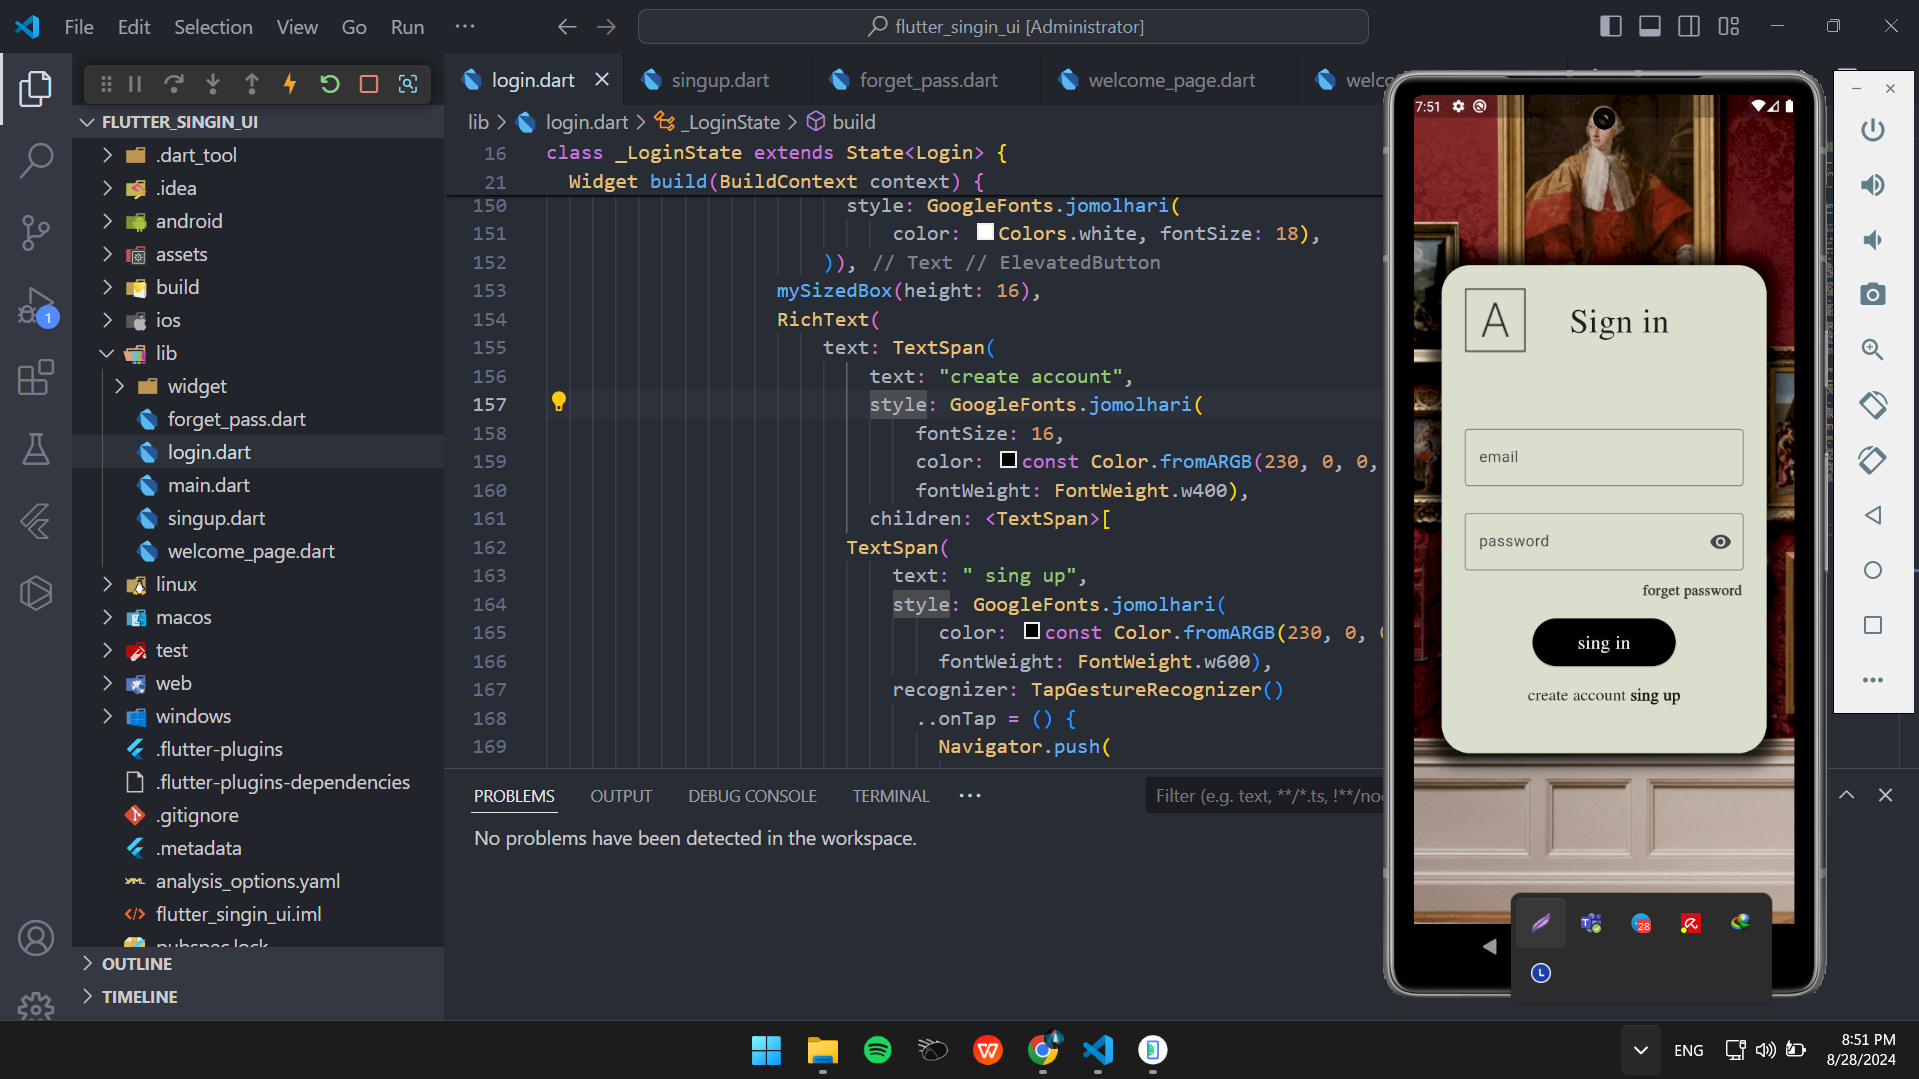 File Edit Selection View Go Run ···
flutter_singin_ui [Administrator]
login.dart
singup.dart
forget_pass.dart
welcome_page.dart
FLUTTER_SINGIN_UI
.dart_tool
.idea
android
assets
build
ios
lib
widget
forget_pass.dart
login.dart
main.dart
singup.dart
welcome_page.dart
linux
macos
test
web
windows
.flutter-plugins
.flutter-plugins-dependencies
.gitignore
.metadata
analysis_options.yaml
flutter_singin_ui.iml
OUTLINE
TIMELINE
1
lib > login.dart > _LoginState > build
16 class _LoginState extends State<Login> {
21 Widget build(BuildContext context) {
150 style: GoogleFonts.jomolhari(
151 color: Colors.white, fontSize: 18),
152 )), // Text // ElevatedButton
153 mySizedBox(height: 16),
154 RichText(
155 text: TextSpan(
156 text: "create account",
157 style: GoogleFonts.jomolhari(
158 fontSize: 16,
159 color: const Color.fromARGB(230, 0, 0,
160 fontWeight: FontWeight.w400),
161 children: <TextSpan>[
162 TextSpan(
163 text: " sing up",
164 style: GoogleFonts.jomolhari(
165 color: const Color.fromARGB(230, 0,
166 fontWeight: FontWeight.w600),
167 recognizer: TapGestureRecognizer()
168 ..onTap = () {
169 Navigator.push(
PROBLEMS OUTPUT DEBUG CONSOLE TERMINAL ···
Filter (e.g. text, **/*.ts, !**/no
No problems have been detected in the workspace.
7:51
A
Sign in
email
password
forget password
sing in
create account sing up
28
L
ENG
8:51 PM
8/28/2024